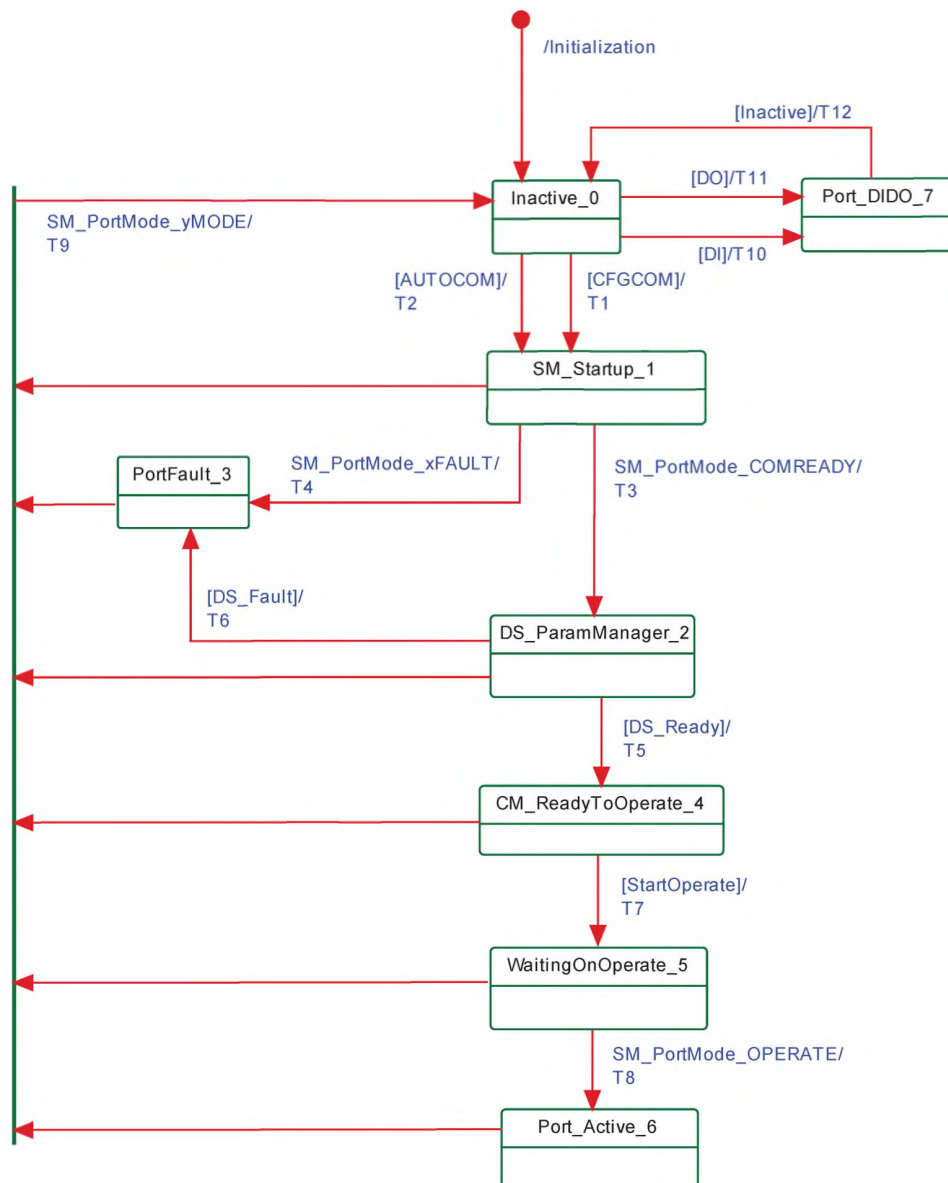 /Initialization
[Inactive]/T12
Inactive_0
[DO]/T11
Port_DIDO_7
SM_PortMode_yMODE/
T9
[DI]/T10
[AUTOCOM]/
T2
[CFGCOM]/
T1
SM_Startup_1
PortFault_3
SM_PortMode_xFAULT/
T4
SM_PortMode_COMREADY/
T3
[DS_Fault]/
T6
DS_ParamManager_2
[DS_Ready]/
T5
CM_ReadyToOperate_4
[StartOperate]/
T7
WaitingOnOperate_5
SM_PortMode_OPERATE/
T8
Port_Active_6